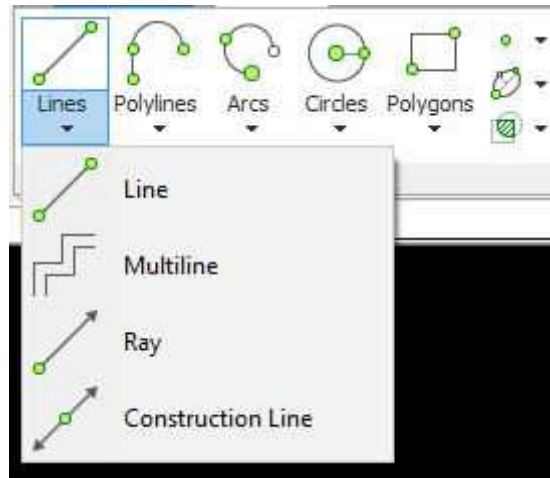 Lines Polylines Arcs Circles Polygons
Line
Multiline
Ray
Construction Line